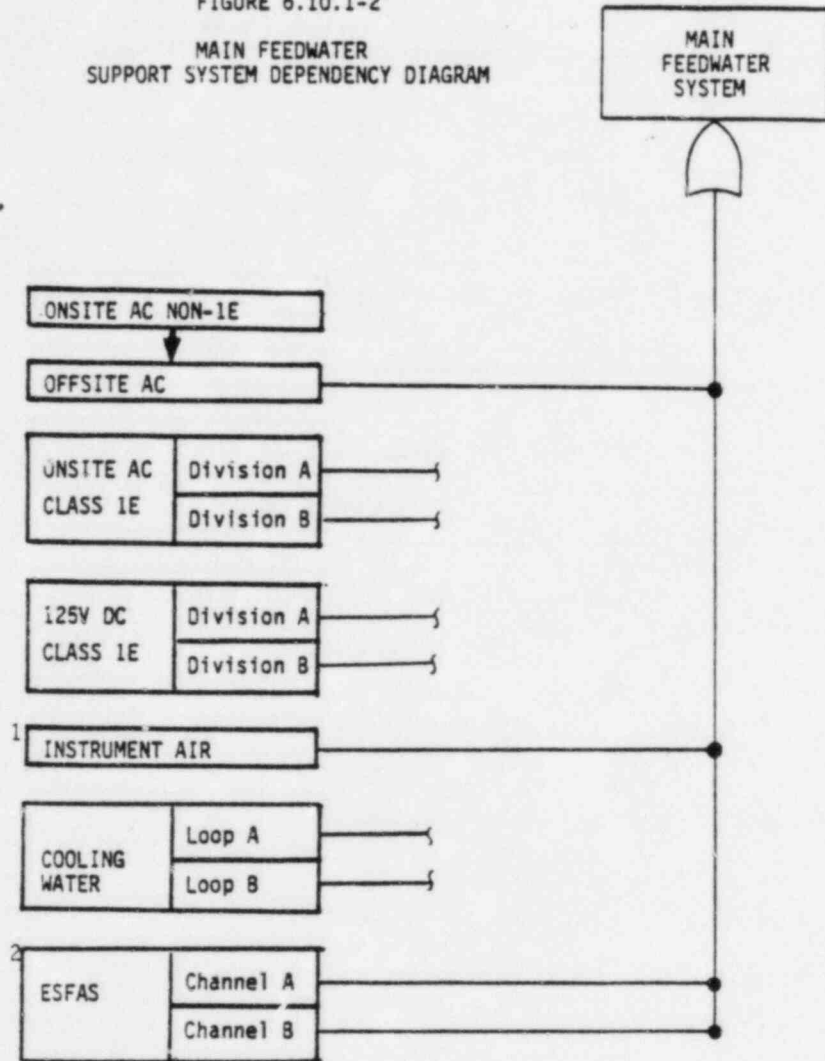 FIGURE 6.10.1-2
MAIN FEEDWATER
SUPPORT SYSTEM DEPENDENCY DIAGRAM
MAIN
FEEDWATER
SYSTEM
ONSITE AC NON-1E
OFFSITE AC
ONSITE AC
CLASS 1E
Division A
Division B
125V DC
CLASS 1E
Division A
Division B
1
INSTRUMENT AIR
COOLING
WATER
Loop A
Loop B
2
ESFAS
Channel A
Channel B